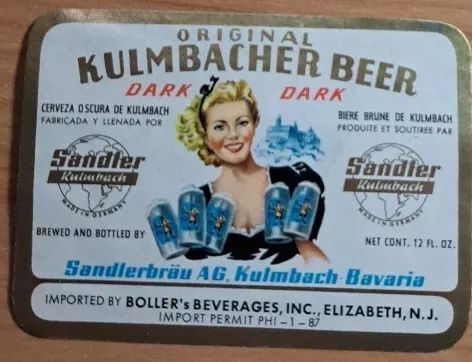 ORIGINAL
KULMBACHER BEER
DARK DARK
CERVEZA OSCURA DE KULMBACH
FABRICADA Y LLENADA POR
BIERE BRUNE DE KULMBACH
PRODUITE ET SOUTIREE PAR
Sandler
Kulmbach
MADE IN GERMANY
Sandler
Kulmbach
MADE IN GERMANY
BREWED AND BOTTLED BY
NET CONT. 12 FL. OZ.
Sandlerbräu AG, Kulmbach-Bavaria
IMPORTED BY BOLLER's BEVERAGES, INC., ELIZABETH, N.J.
IMPORT PERMIT PHI-1-87